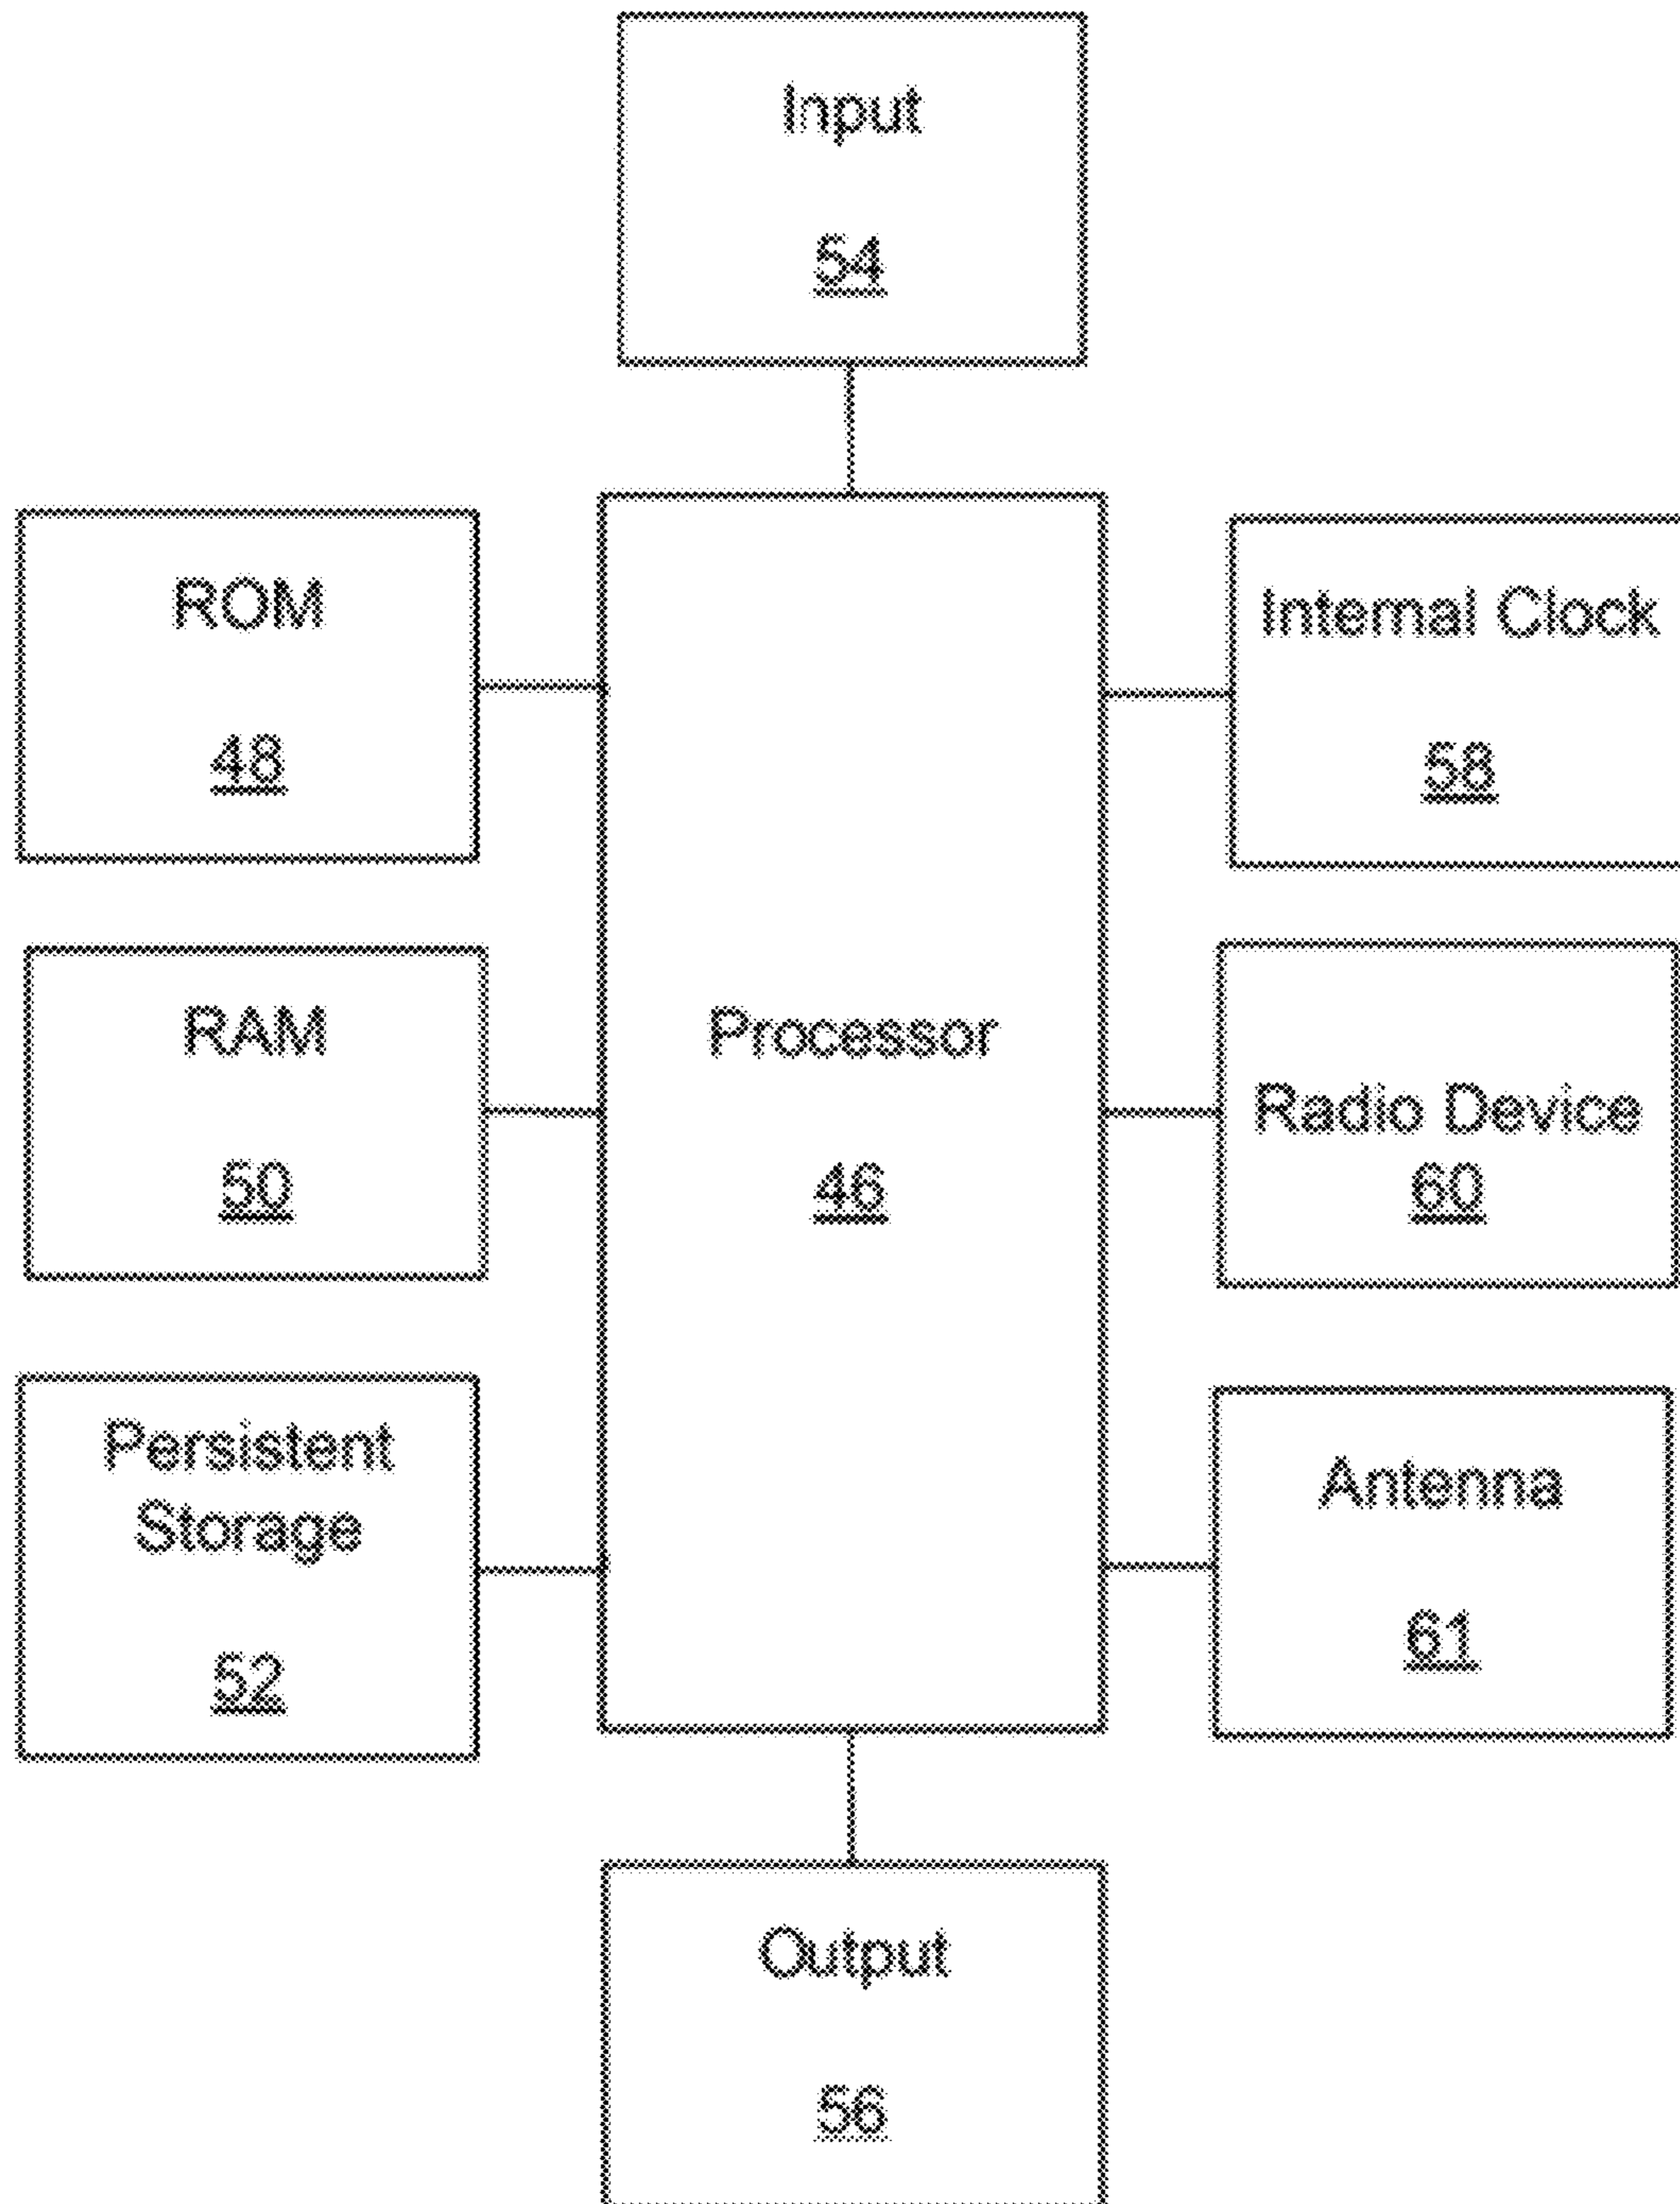 Input
54
ROM
48
Internal Clock
58
RAM
50
Processor
46
Radio Device
60
Persistent
Storage
52
Antenna
61
Output
56